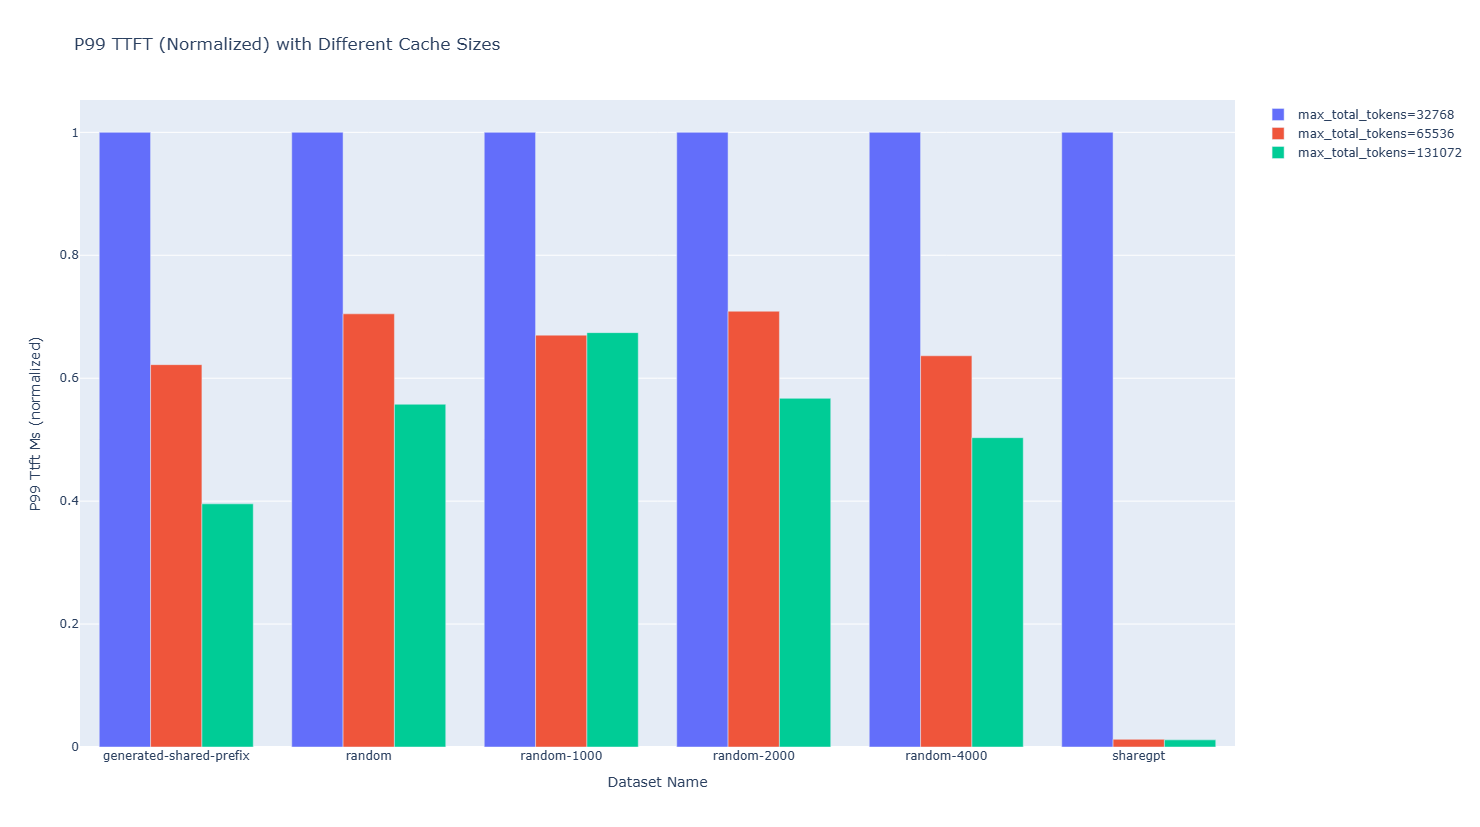 P99 TTFT (Normalized) with Different Cache Sizes
max_total_tokens=32768
max_total_tokens=65536
max_total_tokens=131072
P99 Ttft Ms (normalized)
1
0.8
0.6
0.4
0.2
0
generated-shared-prefix
random
random-1000
random-2000
random-4000
sharegpt
Dataset Name